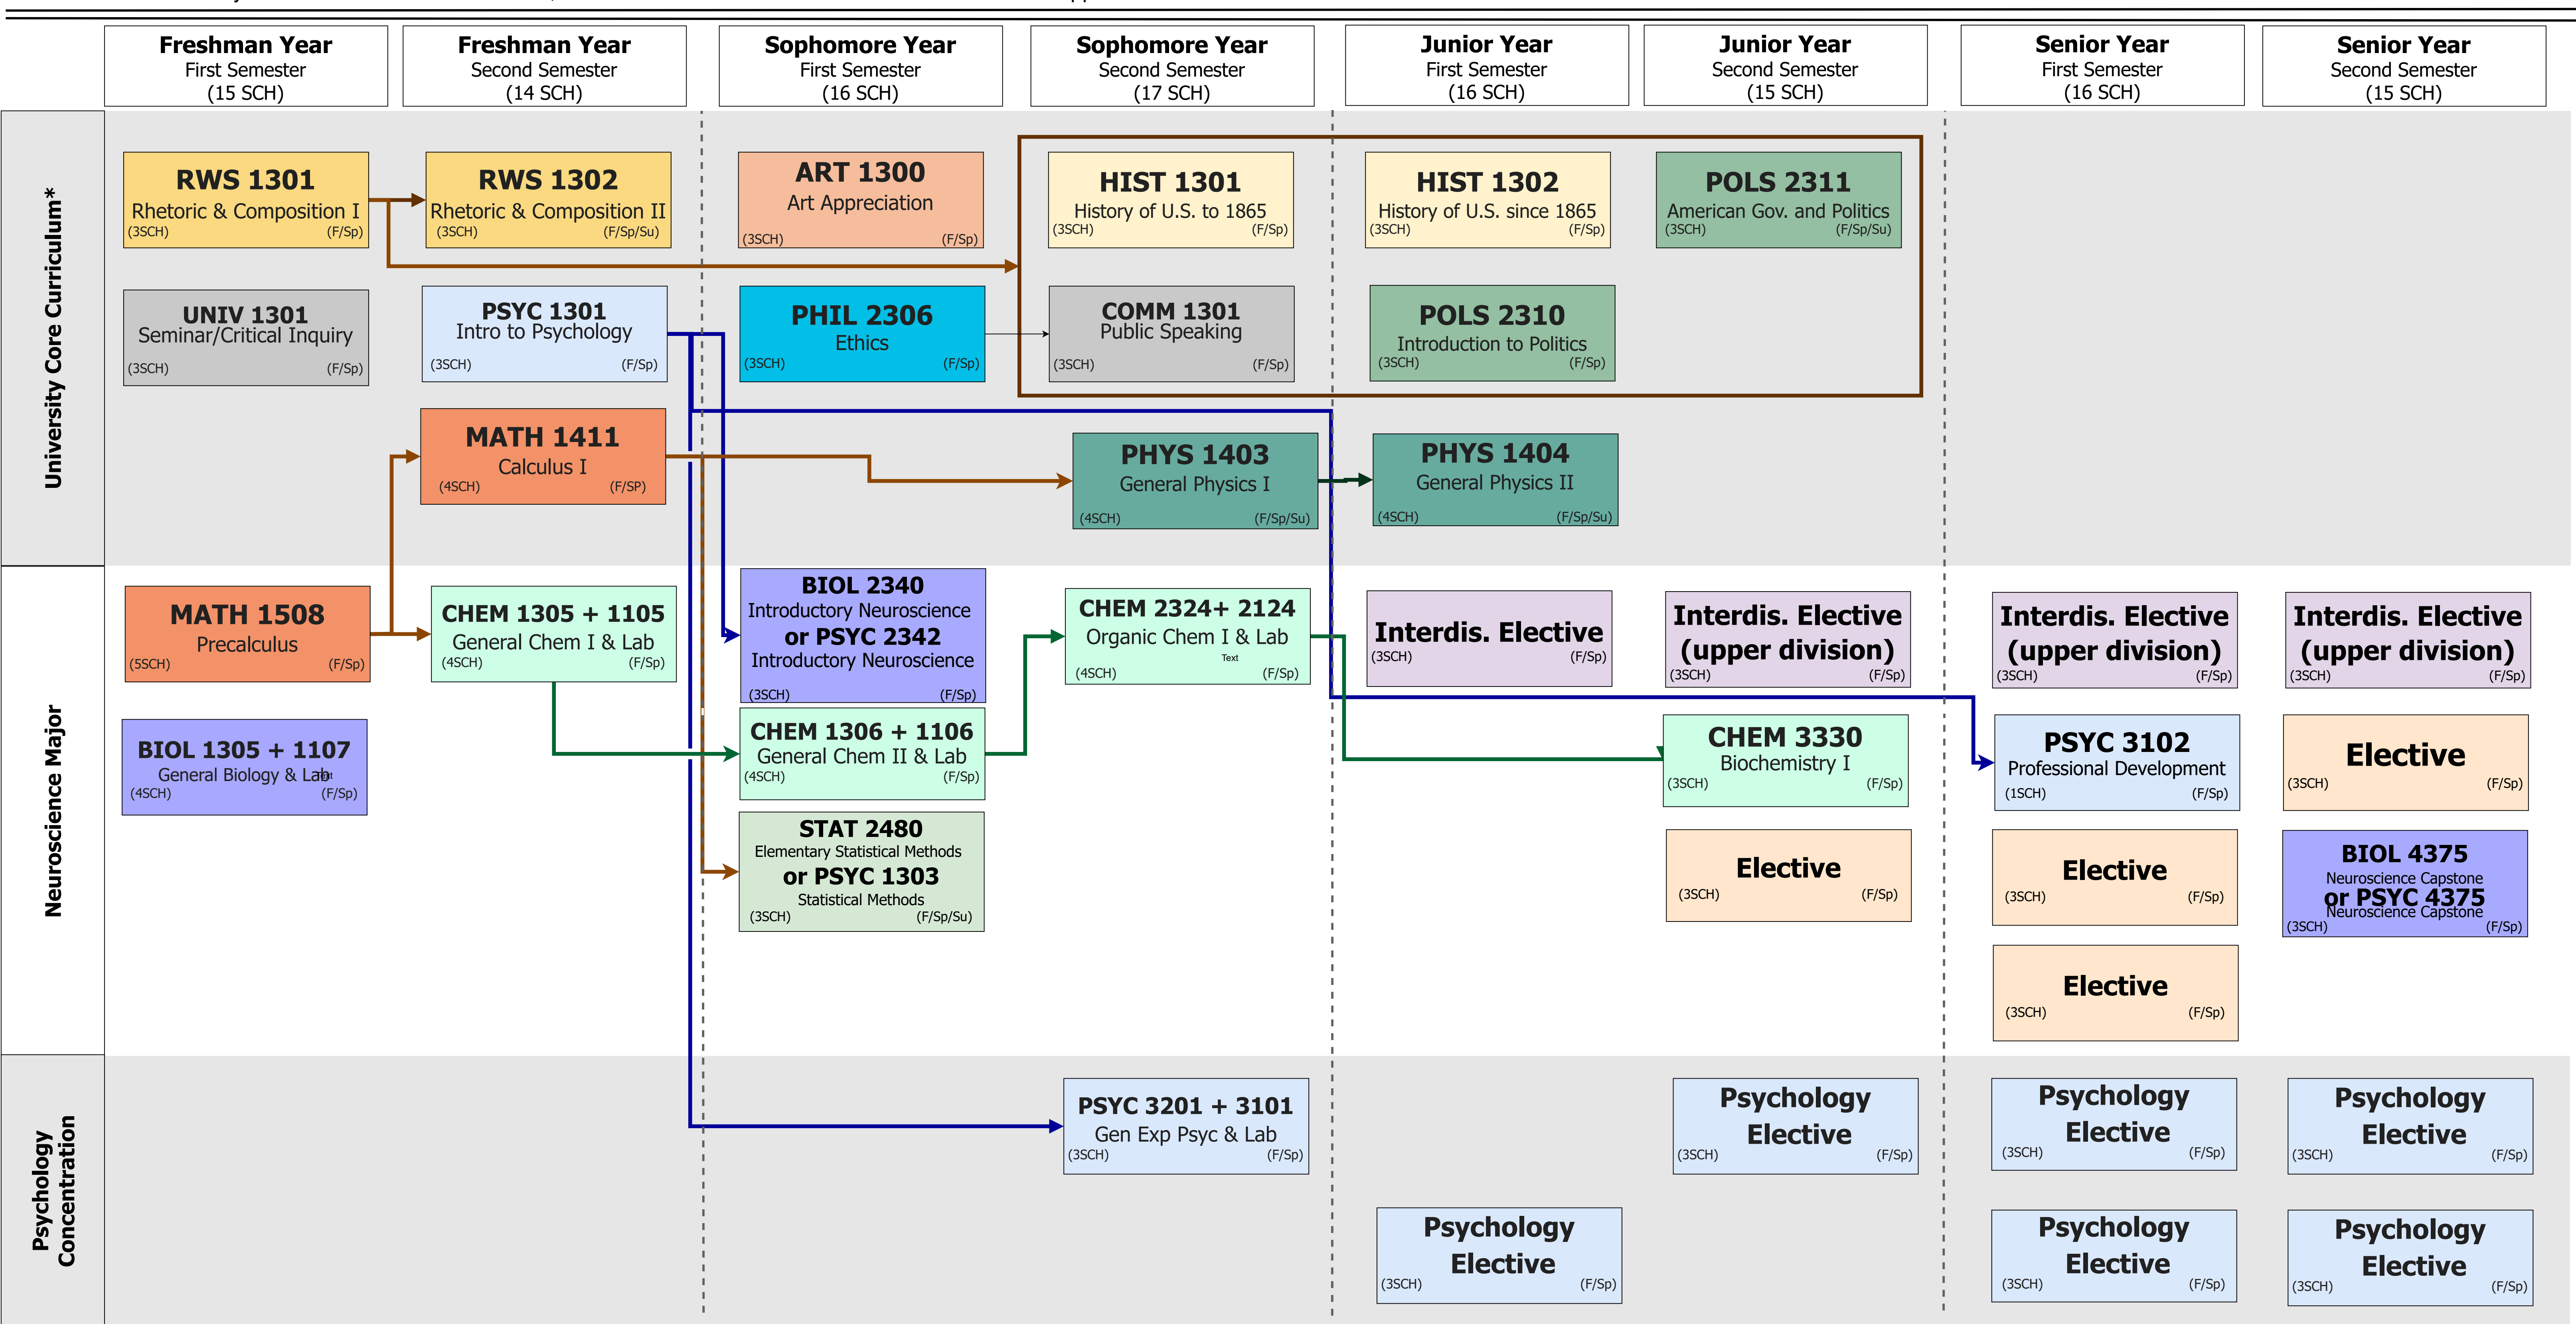 Freshman Year
First Semester
(15 SCH)
Freshman Year
Second Semester
(14 SCH)
Sophomore Year
First Semester
(16 SCH)
Sophomore Year
Second Semester
(17 SCH)
Junior Year
First Semester
(16 SCH)
Junior Year
Second Semester
(15 SCH)
Senior Year
First Semester
(16 SCH)
Senior Year
Second Semester
(15 SCH)
University Core Curriculum*
RWS 1301
Rhetoric & Composition I
(3SCH) (F/Sp)
RWS 1302
Rhetoric & Composition II
(3SCH) (F/Sp/Su)
ART 1300
Art Appreciation
(3SCH) (F/Sp)
HIST 1301
History of U.S. to 1865
(3SCH) (F/Sp)
HIST 1302
History of U.S. since 1865
(3SCH) (F/Sp)
POLS 2311
American Gov. and Politics
(3SCH) (F/Sp/Su)
UNIV 1301
Seminar/Critical Inquiry
(3SCH) (F/Sp)
PSYC 1301
Intro to Psychology
(3SCH) (F/Sp)
PHIL 2306
Ethics
(3SCH) (F/Sp)
COMM 1301
Public Speaking
(3SCH) (F/Sp)
POLS 2310
Introduction to Politics
(3SCH) (F/Sp)
MATH 1411
Calculus I
(4SCH) (F/SP)
PHYS 1403
General Physics I
(4SCH) (F/Sp/Su)
PHYS 1404
General Physics II
(4SCH) (F/Sp/Su)
Neuroscience Major
MATH 1508
Precalculus
(5SCH) (F/Sp)
CHEM 1305 + 1105
General Chem I & Lab
(4SCH) (F/Sp)
BIOL 2340
Introductory Neuroscience
or PSYC 2342
Introductory Neuroscience
(3SCH) (F/Sp)
CHEM 2324+ 2124
Organic Chem I & Lab
Text
(4SCH) (F/Sp)
Interdis. Elective
(3SCH) (F/Sp)
Interdis. Elective
(upper division)
(3SCH) (F/Sp)
Interdis. Elective
(upper division)
(3SCH) (F/Sp)
Interdis. Elective
(upper division)
(3SCH) (F/Sp)
BIOL 1305 + 1107
General Biology & Lab
Text
(4SCH) (F/Sp)
CHEM 1306 + 1106
General Chem II & Lab
(4SCH) (F/Sp)
CHEM 3330
Biochemistry I
(3SCH) (F/Sp)
PSYC 3102
Professional Development
(1SCH) (F/Sp)
Elective
(3SCH) (F/Sp)
STAT 2480
Elementary Statistical Methods
or PSYC 1303
Statistical Methods
(3SCH) (F/Sp/Su)
Elective
(3SCH) (F/Sp)
Elective
(3SCH) (F/Sp)
BIOL 4375
Neuroscience Capstone
or PSYC 4375
Neuroscience Capstone
(3SCH) (F/Sp)
Elective
(3SCH) (F/Sp)
Psychology
Concentration
PSYC 3201 + 3101
Gen Exp Psyc & Lab
(3SCH) (F/Sp)
Psychology
Elective
(3SCH) (F/Sp)
Psychology
Elective
(3SCH) (F/Sp)
Psychology
Elective
(3SCH) (F/Sp)
Psychology
Elective
(3SCH) (F/Sp)
Psychology
Elective
(3SCH) (F/Sp)
Psychology
Elective
(3SCH) (F/Sp)